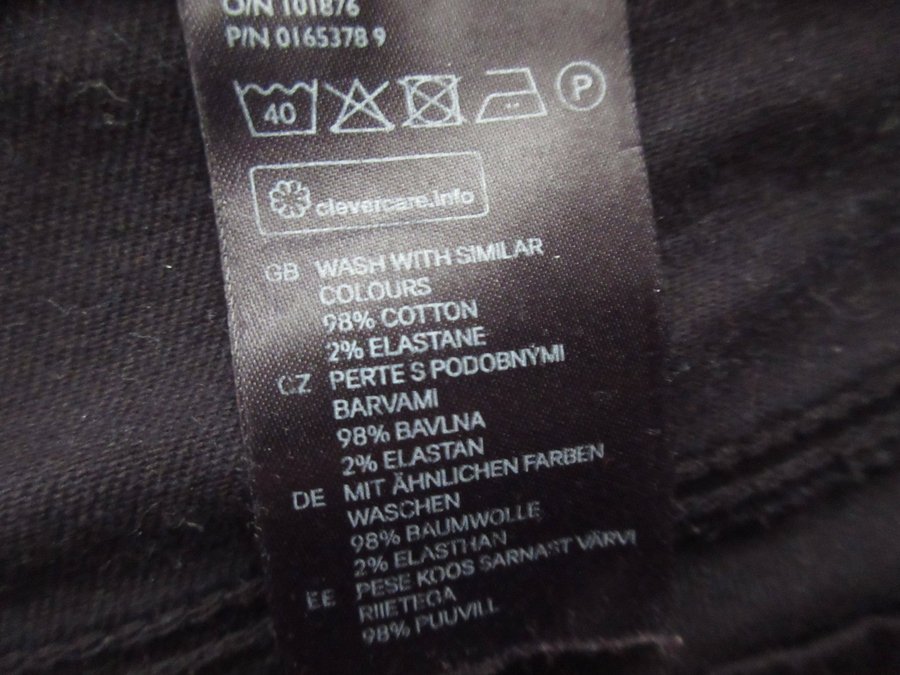 O/N 101876
P/N 0165378 9
40 P
clevercare.info
GB WASH WITH SIMILAR
COLOURS
98% COTTON
2% ELASTANE
CZ PERTE S PODOBNÝMI
BARVAMI
98% BAVLNA
2% ELASTAN
DE MIT ÄHNLICHEN FARBEN
WASCHEN
98% BAUMWOLLE
2% ELASTHAN
EE PESE KOOS SARNAST VÄRVI
RIIETEGA
98% PUUVILL